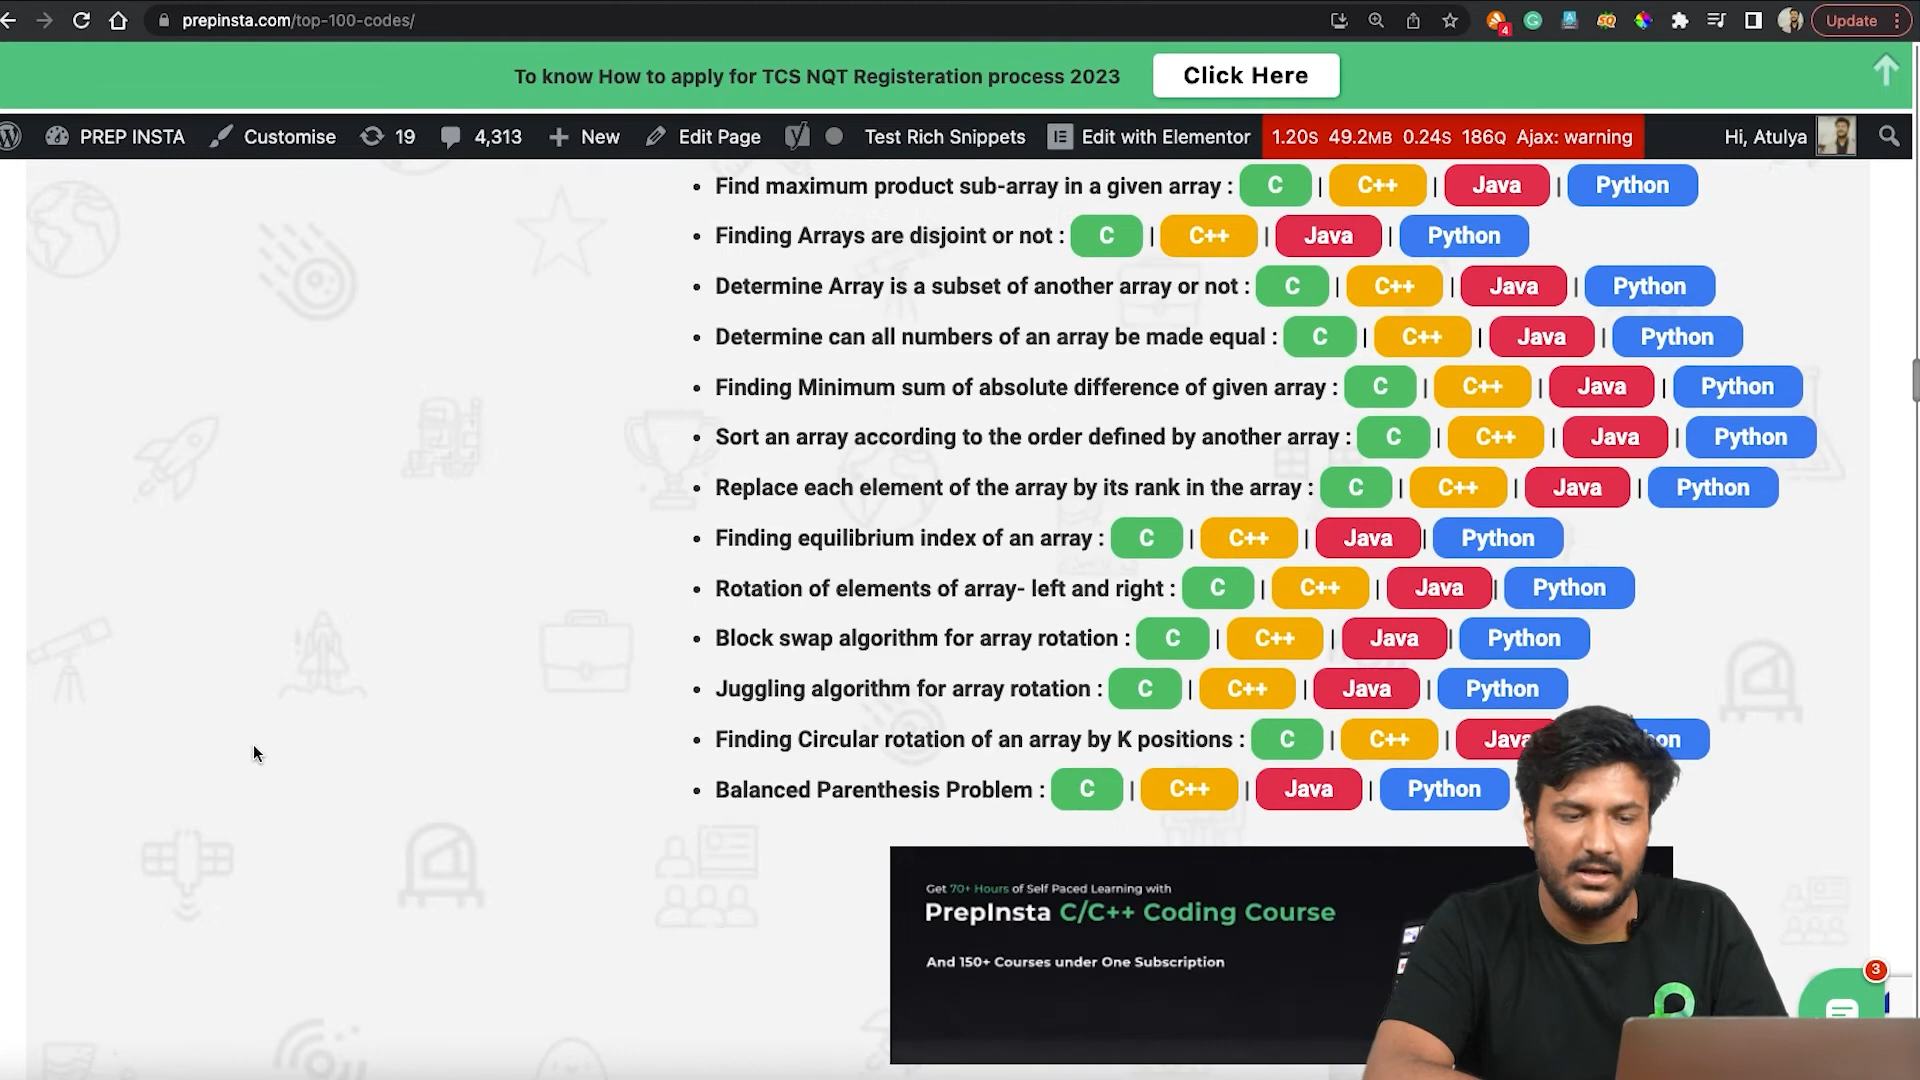 prepinsta.com/top-100-codes/
4
Update
To know How to apply for TCS NQT Registeration process 2023 Click Here
PREP INSTA Customise 19 4,313 New Edit Page Test Rich Snippets Edit with Elementor 1.20S 49.2MB 0.24S 186Q Ajax: warning Hi, Atulya
• Find maximum product sub-array in a given array : C | C++ | Java | Python
• Finding Arrays are disjoint or not : C | C++ | Java | Python
• Determine Array is a subset of another array or not : C | C++ | Java | Python
• Determine can all numbers of an array be made equal : C | C++ | Java | Python
• Finding Minimum sum of absolute difference of given array : C | C++ | Java | Python
• Sort an array according to the order defined by another array : C | C++ | Java | Python
• Replace each element of the array by its rank in the array : C | C++ | Java | Python
• Finding equilibrium index of an array : C | C++ | Java | Python
• Rotation of elements of array- left and right : C | C++ | Java | Python
• Block swap algorithm for array rotation : C | C++ | Java | Python
• Juggling algorithm for array rotation : C | C++ | Java | Python
• Finding Circular rotation of an array by K positions : C | C++ | Java
• Balanced Parenthesis Problem : C | C++ | Java | Python
Get 70+ Hours of Self Paced Learning with
PrepInsta C/C++ Coding Course
And 150+ Courses under One Subscription
3